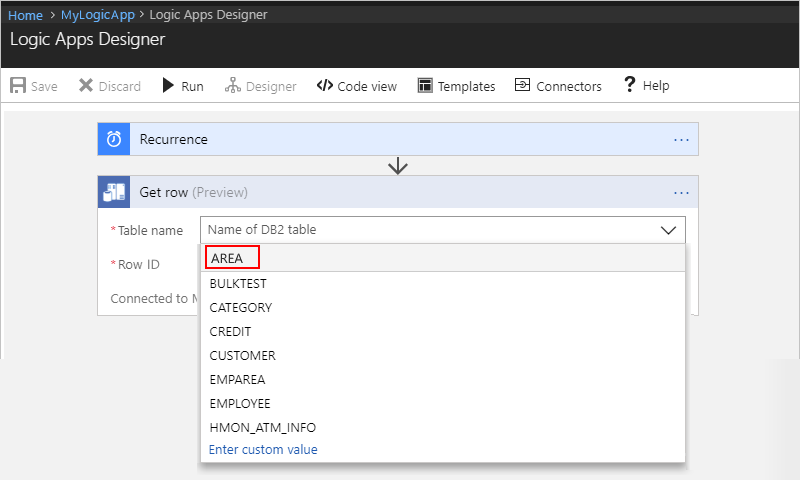 Home > MyLogicApp > Logic Apps Designer
Logic Apps Designer
Save Discard Run Designer Code view Templates Connectors ? Help
Recurrence ...
Get row (Preview) ...
*Table name Name of DB2 table
AREA
*Row ID
BULKTEST
Connected to M
CATEGORY
CREDIT
CUSTOMER
EMPAREA
EMPLOYEE
HMON_ATM_INFO
Enter custom value